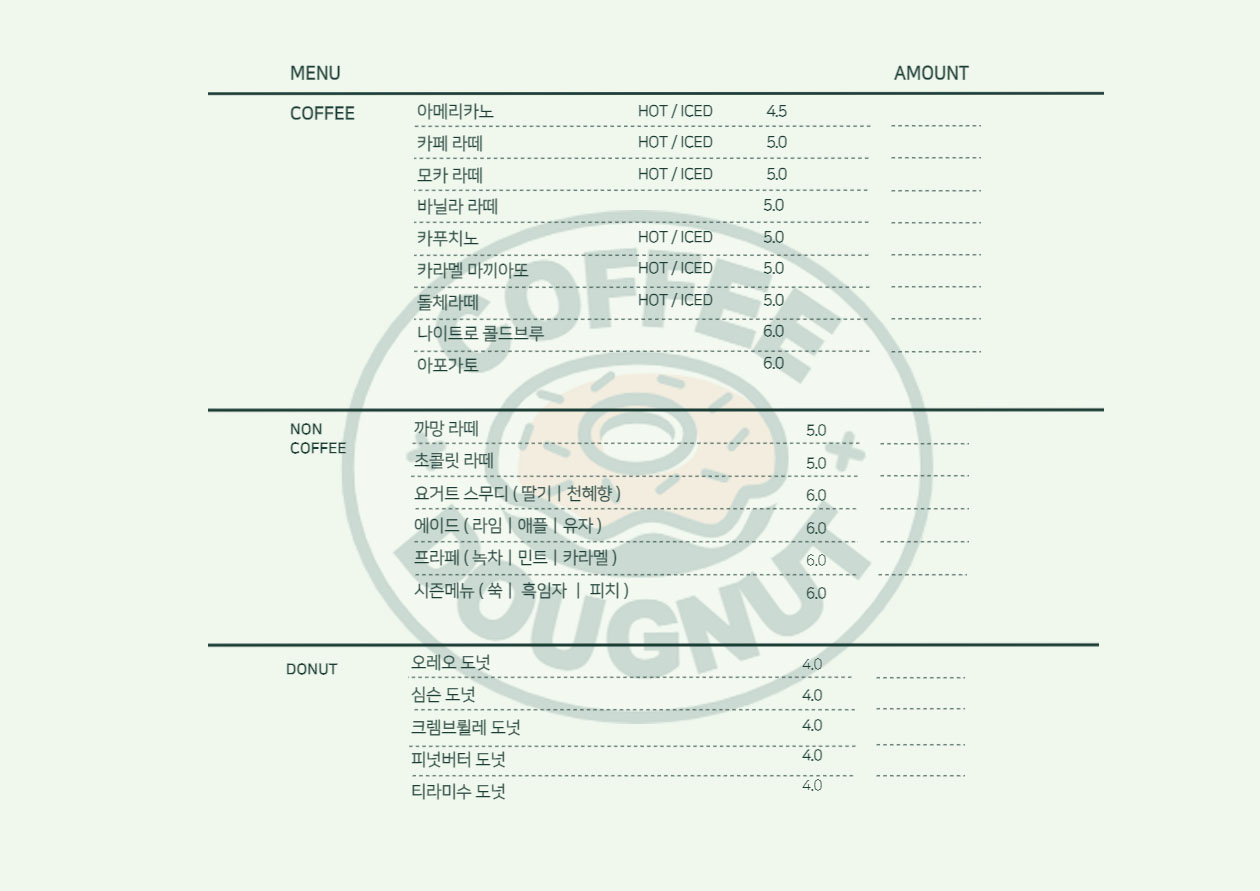 MENU AMOUNT
COFFEE 아메리카노 HOT / ICED 4.5
카페 라떼 HOT / ICED 5.0
모카 라떼 HOT / ICED 5.0
바닐라 라떼 5.0
카푸치노 HOT / ICED 5.0
카라멜 마끼아또 HOT / ICED 5.0
돌체라떼 HOT / ICED 5.0
나이트로 콜드브루 6.0
아포가토 6.0
NON
COFFEE
까망 라떼 5.0
초콜릿 라떼 5.0
요거트 스무디 ( 딸기 | 천혜향 ) 6.0
에이드 ( 라임 | 애플 | 유자 ) 6.0
프라페 ( 녹차 | 민트 | 카라멜 ) 6.0
시즌메뉴 ( 쑥 | 흑임자 | 피치 ) 6.0
DONUT 오레오 도넛 4.0
심슨 도넛 4.0
크렘브륄레 도넛 4.0
피넛버터 도넛 4.0
티라미수 도넛 4.0
COFFEE
DOUGNUT